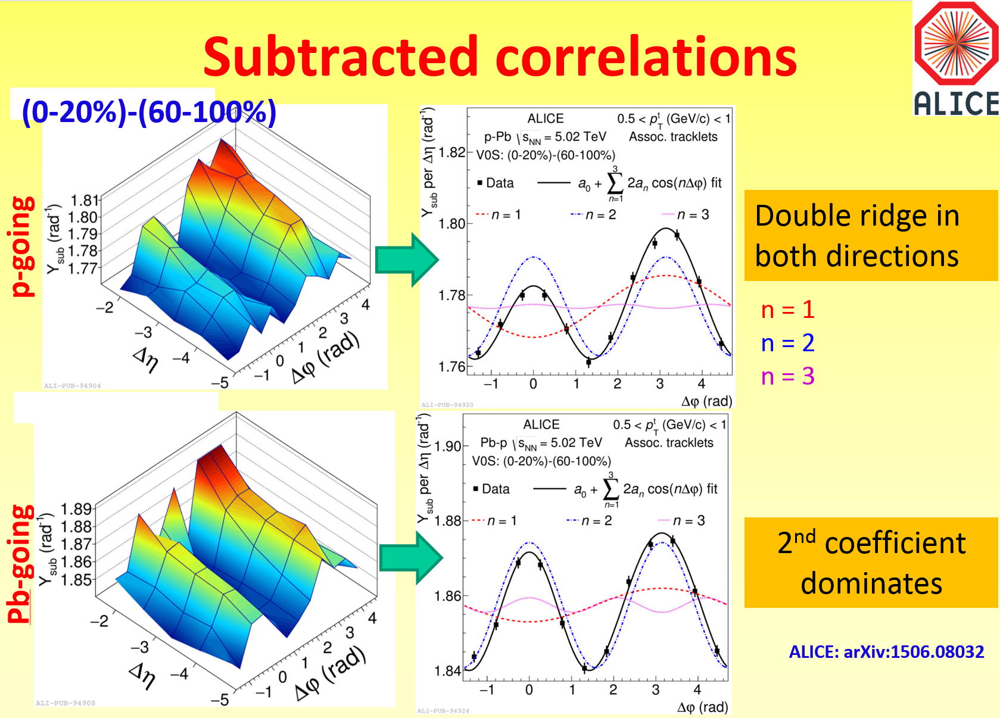 Subtracted correlations
ALICE
(0-20%)-(60-100%)
p-going
Y_sub (rad⁻¹)
1.81
1.80
1.79
1.78
1.77
−2
−3
−4
−5
Δη
−1
0
1
2
3
4
Δφ (rad)
ALI-PUB-94904
Y_sub per Δη (rad⁻¹)
ALICE
0.5 < p_T^t (GeV/c) < 1
p-Pb √s_NN = 5.02 TeV
Assoc. tracklets
V0S: (0-20%)-(60-100%)
Data
a₀ + Σ_{n=1}^{3} 2a_n cos(nΔφ) fit
n = 1
n = 2
n = 3
1.82
1.80
1.78
1.76
−1 0 1 2 3 4
Δφ (rad)
ALI-PUB-94920
Double ridge in
both directions
n = 1
n = 2
n = 3
Pb-going
Y_sub (rad⁻¹)
1.89
1.88
1.87
1.86
1.85
−2
−3
−4
−5
Δη
−1
0
1
2
3
4
Δφ (rad)
ALI-PUB-94908
Y_sub per Δη (rad⁻¹)
ALICE
0.5 < p_T^t (GeV/c) < 1
Pb-p √s_NN = 5.02 TeV
Assoc. tracklets
V0S: (0-20%)-(60-100%)
Data
a₀ + Σ_{n=1}^{3} 2a_n cos(nΔφ) fit
n = 1
n = 2
n = 3
1.90
1.88
1.86
1.84
−1 0 1 2 3 4
Δφ (rad)
ALI-PUB-94924
2nd coefficient
dominates
ALICE: arXiv:1506.08032